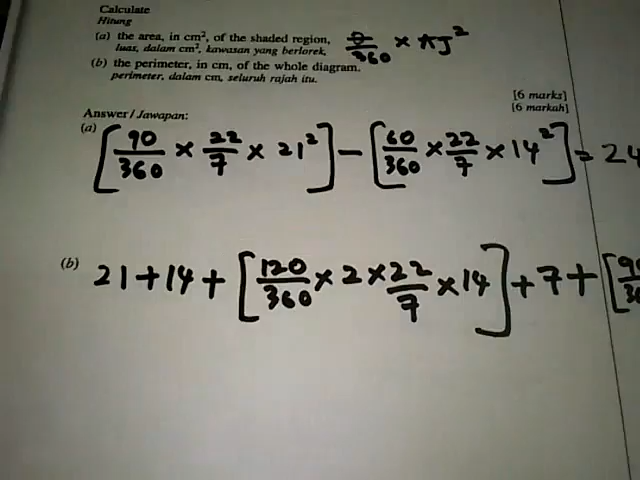 Calculate
Hitung
(a) the area, in cm², of the shaded region, θ/360 × πj²
luas, dalam cm², kawasan yang berlorek,
(b) the perimeter, in cm, of the whole diagram.
perimeter, dalam cm, seluruh rajah itu.
[6 marks]
[6 markah]
Answer / Jawapan:
(a) [90/360 × 22/7 × 21²] − [60/360 × 22/7 × 14²] = 24
(b) 21 + 14 + [120/360 × 2 × 22/7 × 14] + 7 + [90/36